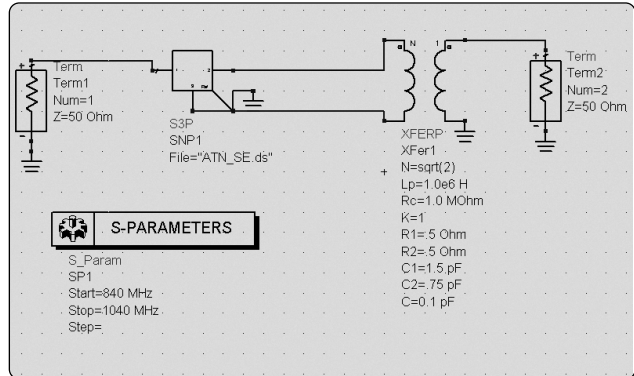 Term
Term1
Num=1
Z=50 Ohm
S3P
SNP1
File="ATN_SE.ds"
N
1
XFERP
XFer1
N=sqrt(2)
Lp=1.0e6 H
Rc=1.0 MOhm
K=1
R1=.5 Ohm
R2=.5 Ohm
C1=1.5 pF
C2=.75 pF
C=0.1 pF
Term
Term2
Num=2
Z=50 Ohm
S-PARAMETERS
S_Param
SP1
Start=840 MHz
Stop=1040 MHz
Step=